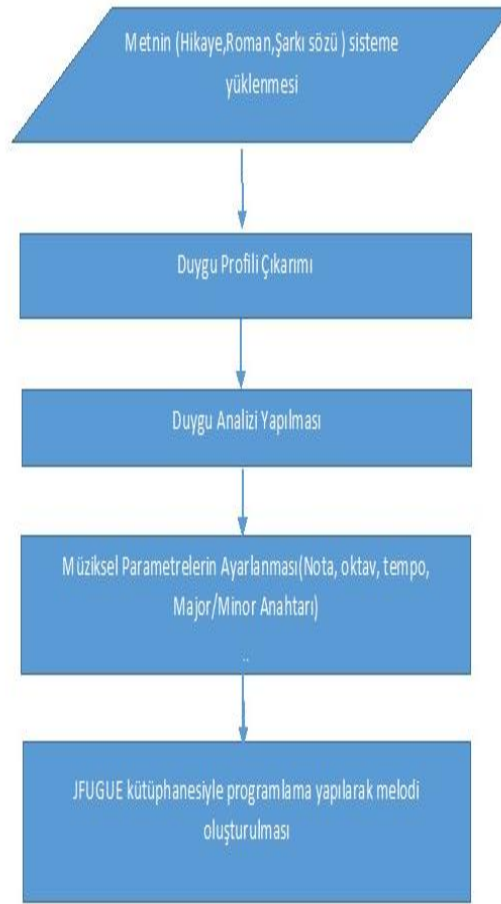 Metnin (Hikaye,Roman,Şarkı sözü ) sisteme
yüklenmesi
Duygu Profili Çıkarımı
Duygu Analizi Yapılması
Müziksel Parametrelerin Ayarlanması(Nota, oktav, tempo,
Major/Minor Anahtarı)
..
JFUGUE kütüphanesiyle programlama yapılarak melodi
oluşturulması